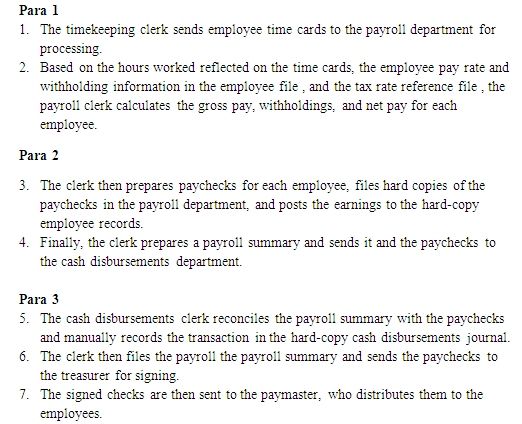 Para 1
1. The timekeeping clerk sends employee time cards to the payroll department for
processing.
2. Based on the hours worked reflected on the time cards, the employee pay rate and
withholding information in the employee file , and the tax rate reference file , the
payroll clerk calculates the gross pay, withholdings, and net pay for each
employee.
Para 2
3. The clerk then prepares paychecks for each employee, files hard copies of the
paychecks in the payroll department, and posts the earnings to the hard-copy
employee records.
4. Finally, the clerk prepares a payroll summary and sends it and the paychecks to
the cash disbursements department.
Para 3
5. The cash disbursements clerk reconciles the payroll summary with the paychecks
and manually records the transaction in the hard-copy cash disbursements journal.
6. The clerk then files the payroll the payroll summary and sends the paychecks to
the treasurer for signing.
7. The signed checks are then sent to the paymaster, who distributes them to the
employees.